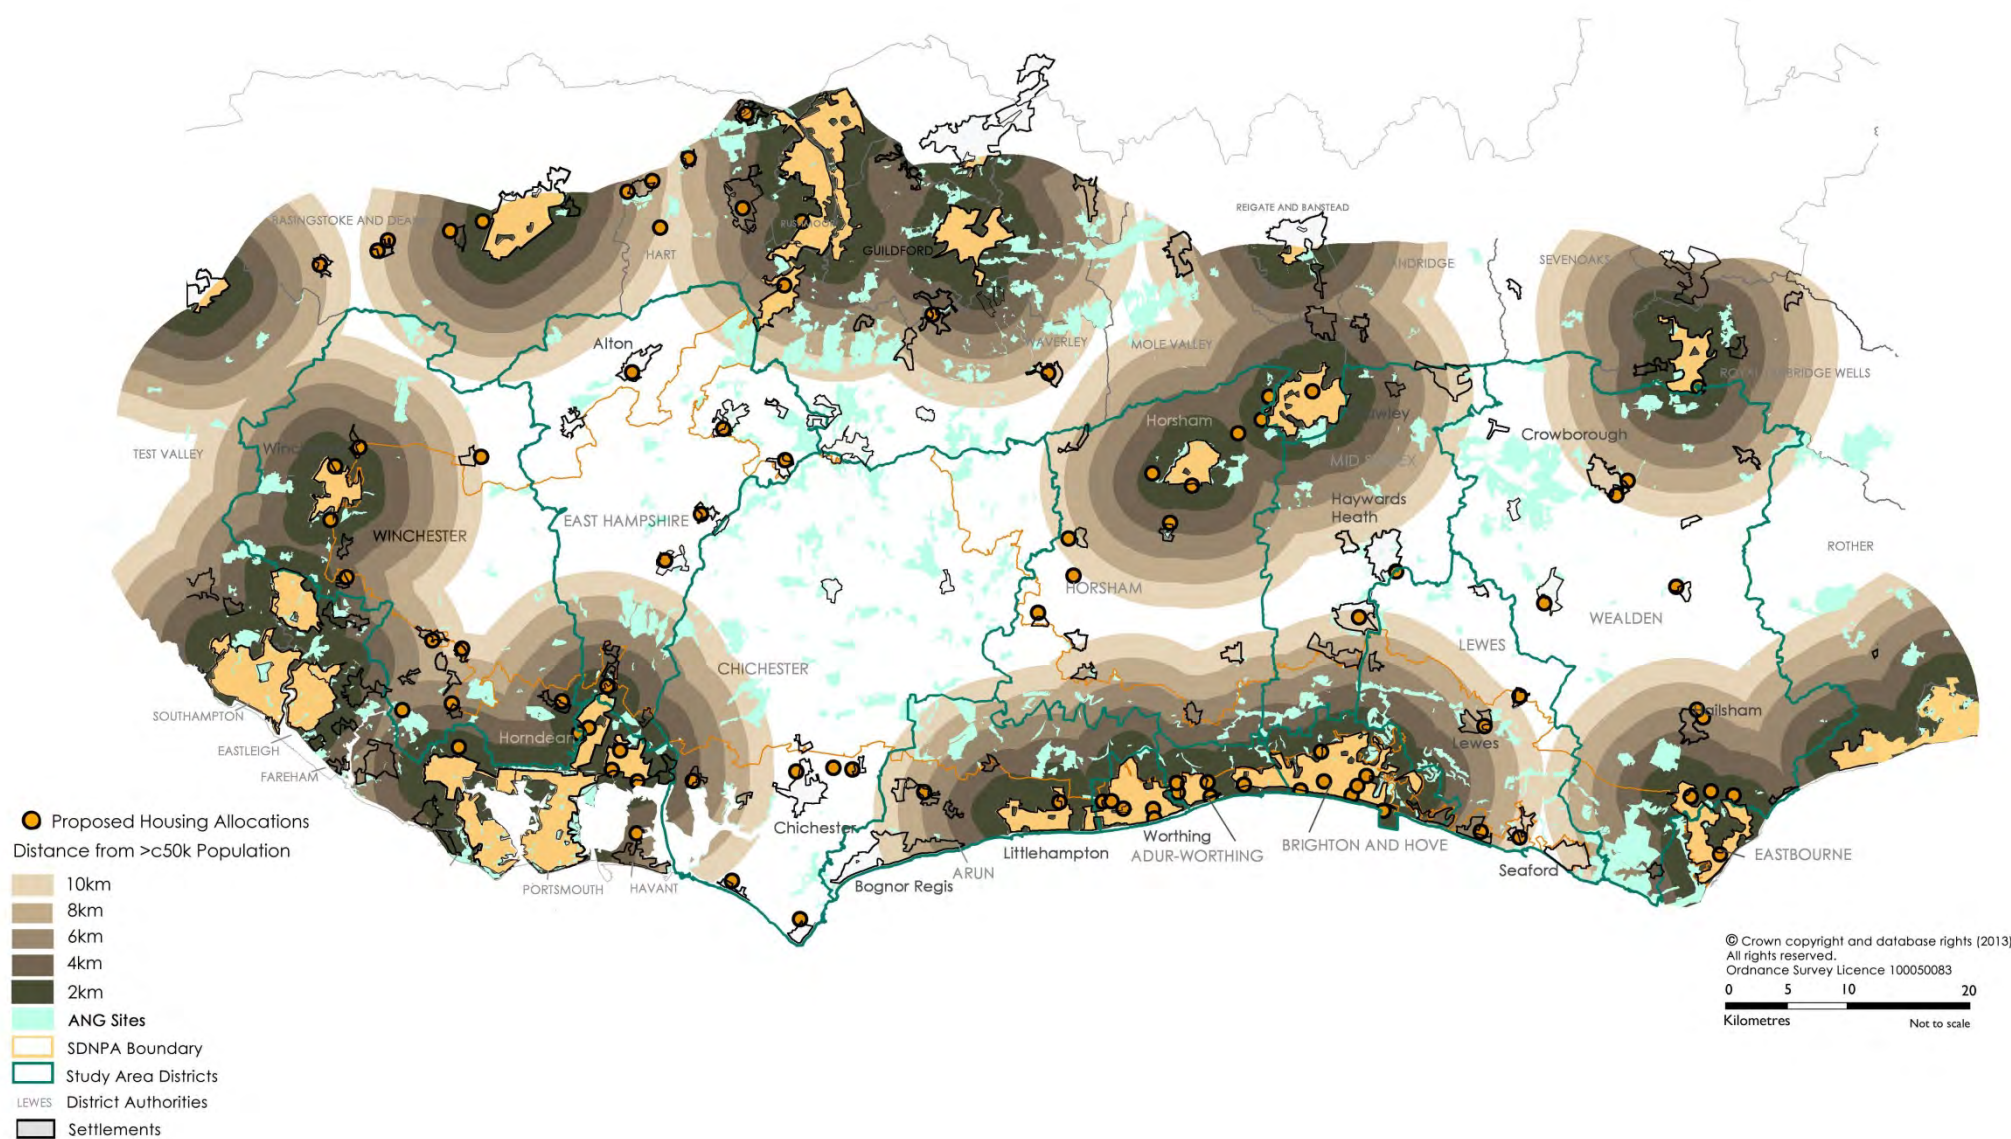 REIGATE AND BANSTEAD
BASINGSTOKE AND DEANE
RUSHMOOR
GUILDFORD
HART
TANDRIDGE
SEVENOAKS
Alton
WAVERLEY
MOLE VALLEY
ROYAL TUNBRIDGE WELLS
Horsham
Crawley
Crowborough
TEST VALLEY
Winchester
MID SUSSEX
Haywards
Heath
EAST HAMPSHIRE
WINCHESTER
ROTHER
HORSHAM
WEALDEN
LEWES
CHICHESTER
SOUTHAMPTON
Horndean
Hailsham
Lewes
EASTLEIGH
FAREHAM
Proposed Housing Allocations
Distance from >c50k Population
10km
8km
6km
4km
2km
ANG Sites
SDNPA Boundary
Study Area Districts
LEWES District Authorities
Settlements
Chichester
Worthing
Littlehampton
ADUR-WORTHING
BRIGHTON AND HOVE
EASTBOURNE
Seaford
ARUN
Bognor Regis
PORTSMOUTH
HAVANT
© Crown copyright and database rights (2013)
All rights reserved.
Ordnance Survey Licence 100050083
0 5 10 20
Kilometres
Not to scale